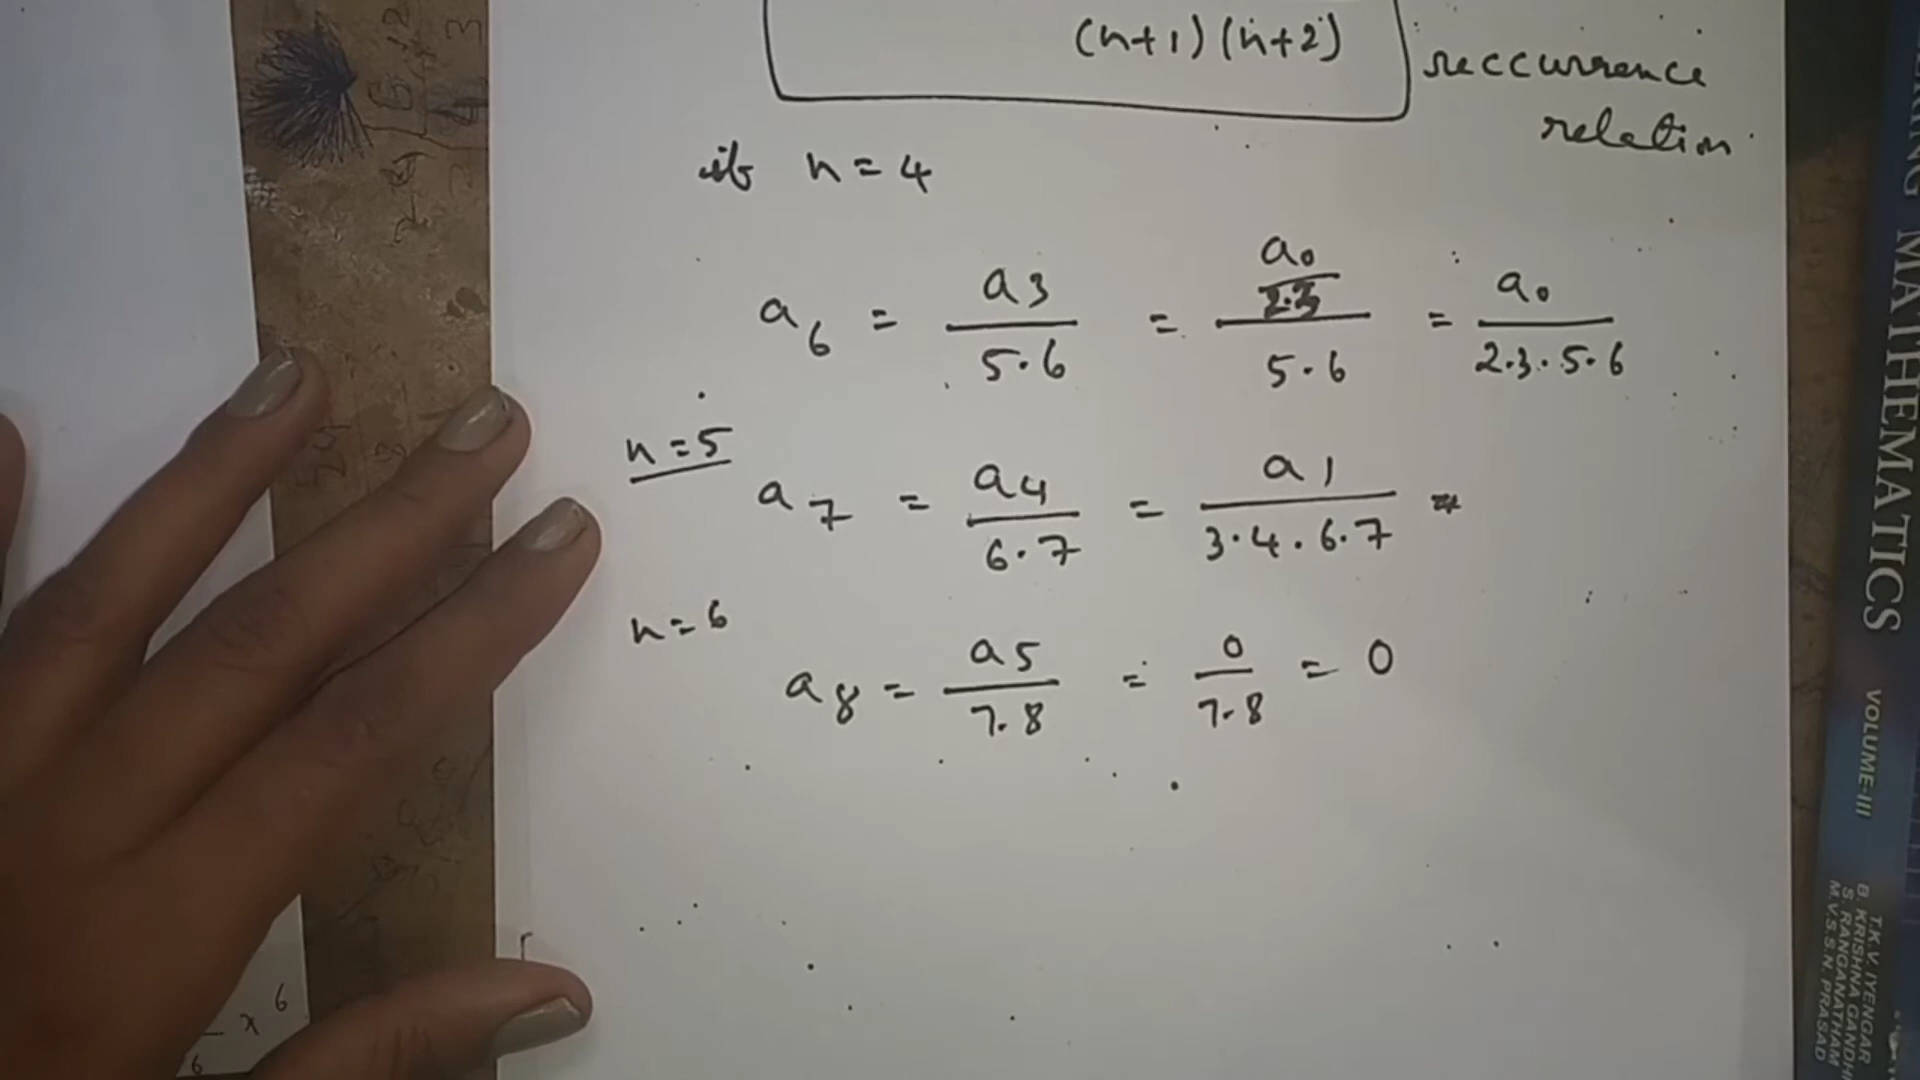 (n+1)(n+2)
reccurrence
relation
if n = 4
a₆ = a₃ / 5·6 = (a₀ / 2·3) / 5·6 = a₀ / 2·3·5·6
n=5
a₇ = a₄ / 6·7 = a₁ / 3·4·6·7
n=6
a₈ = a₅ / 7·8 = 0 / 7·8 = 0
MATHEMATICS
VOLUME-III
T.K.V. IYENGAR
B. KRISHNA GANDHI
S. RANGANATHAM
M.V.S.S.N. PRASAD
x⁶
6